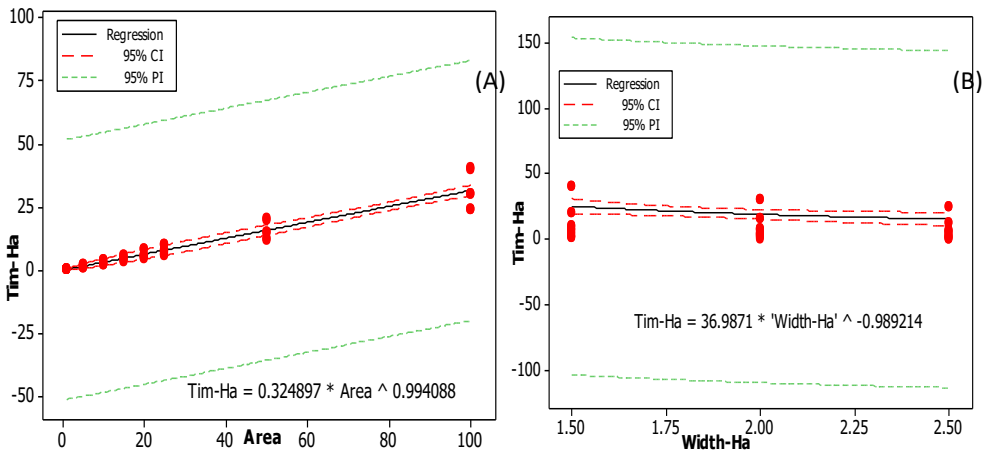 100
75
50
25
0
-25
-50
Tim-Ha
Regression
95% CI
95% PI
(A)
Tim-Ha = 0.324897 * Area ^ 0.994088
0 20 40 60 80 100
Area
150
100
50
0
-50
-100
Tim-Ha
(B)
Regression
95% CI
95% PI
Tim-Ha = 36.9871 * 'Width-Ha' ^ -0.989214
1.50 1.75 2.00 2.25 2.50
Width-Ha